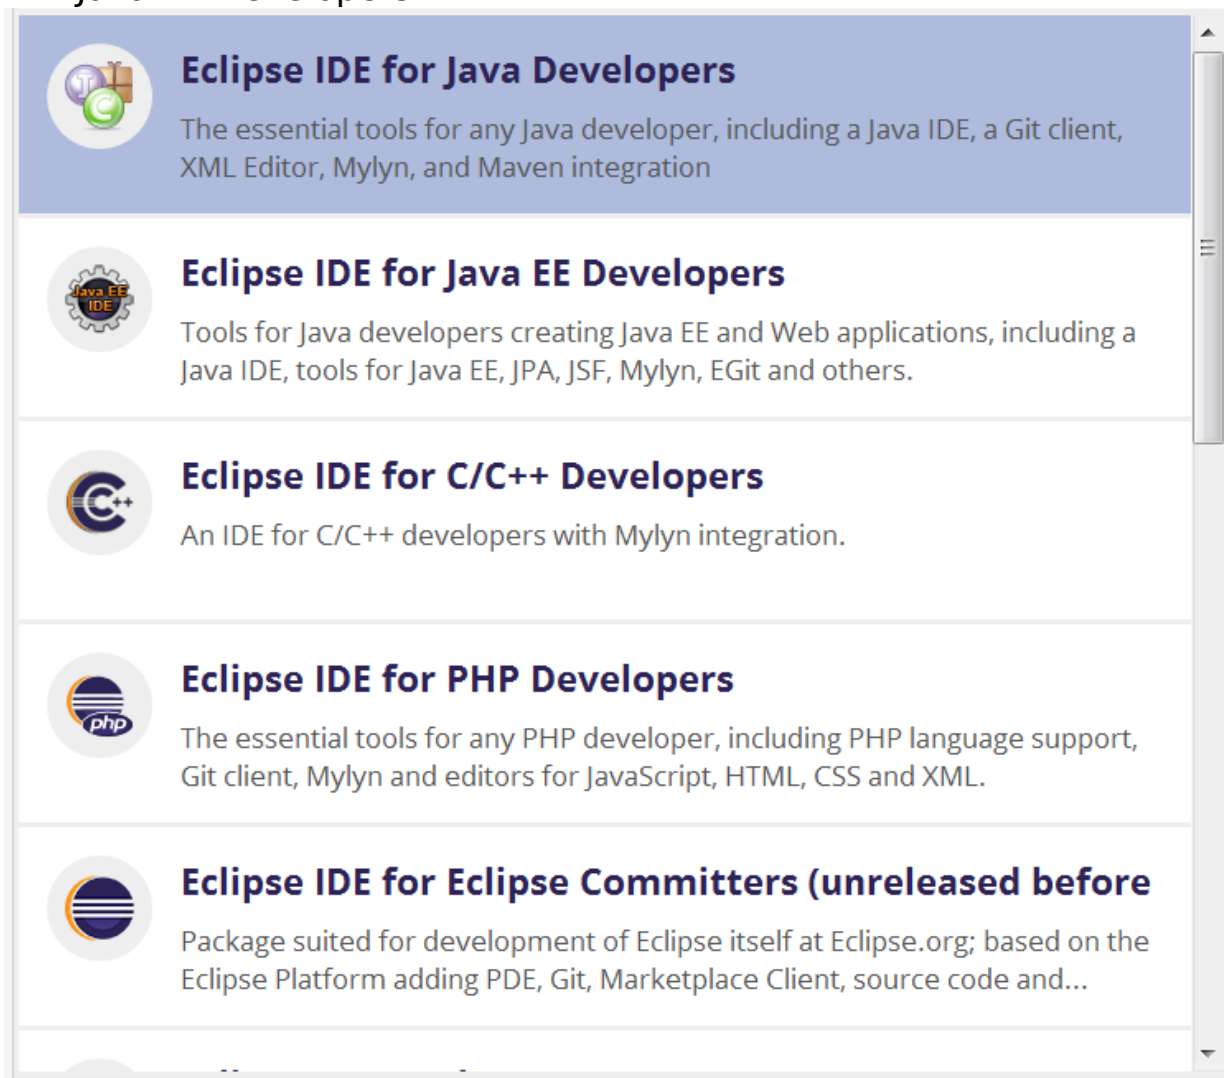 Eclipse IDE for Java Developers
The essential tools for any Java developer, including a Java IDE, a Git client,
XML Editor, Mylyn, and Maven integration
Java EE
IDE
Eclipse IDE for Java EE Developers
Tools for Java developers creating Java EE and Web applications, including a
Java IDE, tools for Java EE, JPA, JSF, Mylyn, EGit and others.
C++
Eclipse IDE for C/C++ Developers
An IDE for C/C++ developers with Mylyn integration.
php
Eclipse IDE for PHP Developers
The essential tools for any PHP developer, including PHP language support,
Git client, Mylyn and editors for JavaScript, HTML, CSS and XML.
Eclipse IDE for Eclipse Committers (unreleased before
Package suited for development of Eclipse itself at Eclipse.org; based on the
Eclipse Platform adding PDE, Git, Marketplace Client, source code and...